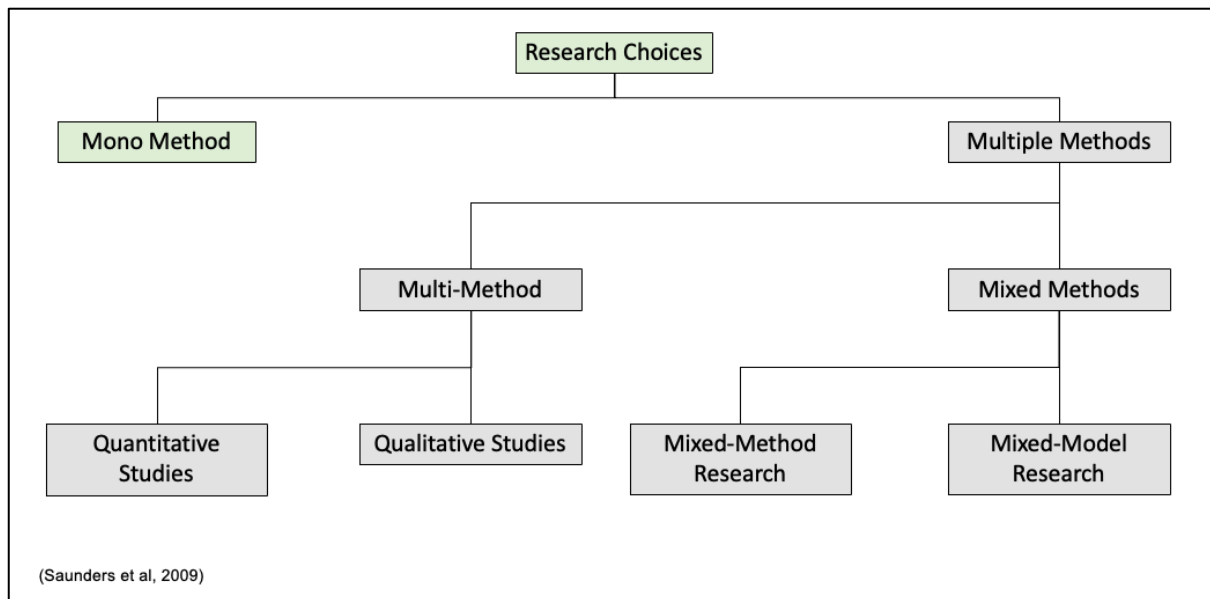 Research Choices
Mono Method
Multiple Methods
Multi-Method
Mixed Methods
Quantitative
Studies
Qualitative Studies
Mixed-Method
Research
Mixed-Model
Research
(Saunders et al, 2009)